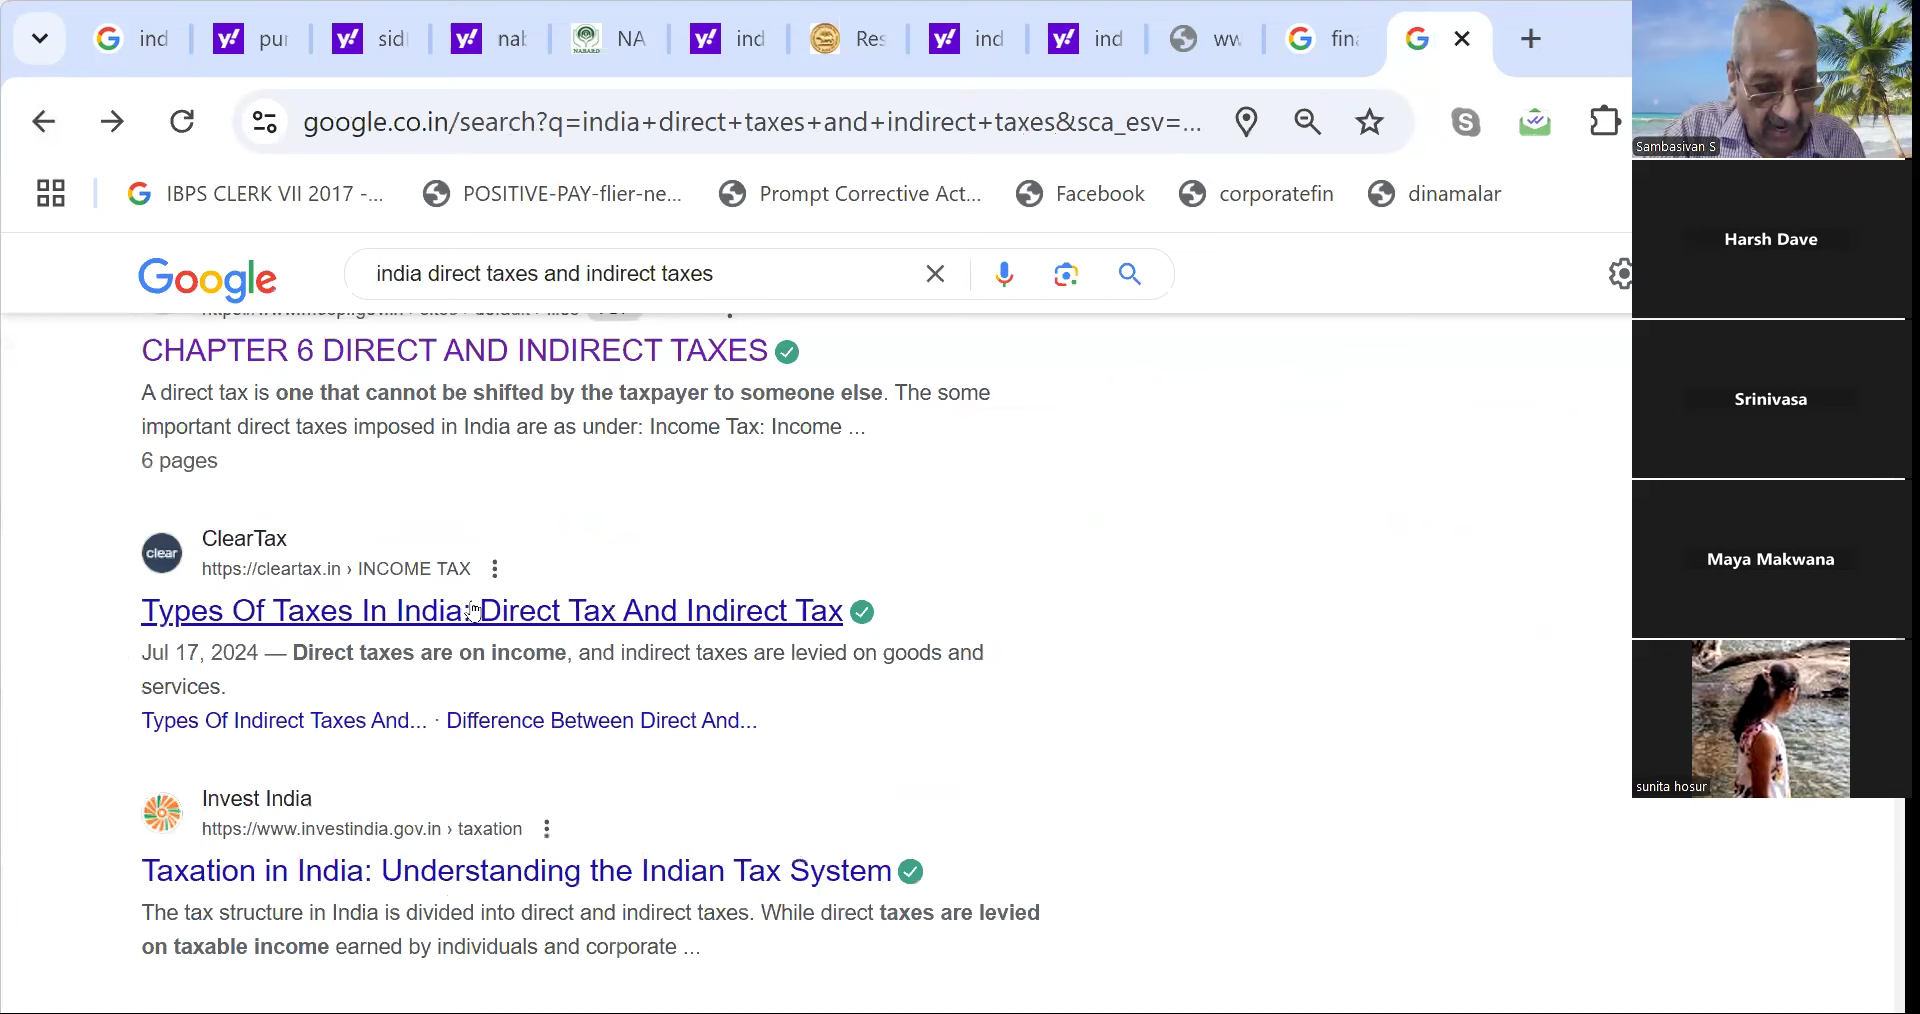 ind
pur
sid
nab
NA
ind
Res
ind
ind
ww
fina
google.co.in/search?q=india+direct+taxes+and+indirect+taxes&sca_esv=...
IBPS CLERK VII 2017 -...
POSITIVE-PAY-flier-ne...
Prompt Corrective Act...
Facebook
corporatefin
dinamalar
Google
india direct taxes and indirect taxes
CHAPTER 6 DIRECT AND INDIRECT TAXES
A direct tax is one that cannot be shifted by the taxpayer to someone else. The some
important direct taxes imposed in India are as under: Income Tax: Income ...
6 pages
clear
ClearTax
https://cleartax.in › INCOME TAX
Types Of Taxes In India: Direct Tax And Indirect Tax
Jul 17, 2024 — Direct taxes are on income, and indirect taxes are levied on goods and
services.
Types Of Indirect Taxes And... · Difference Between Direct And...
Invest India
https://www.investindia.gov.in › taxation
Taxation in India: Understanding the Indian Tax System
The tax structure in India is divided into direct and indirect taxes. While direct taxes are levied
on taxable income earned by individuals and corporate ...
Sambasivan S
Harsh Dave
Srinivasa
Maya Makwana
sunita hosur